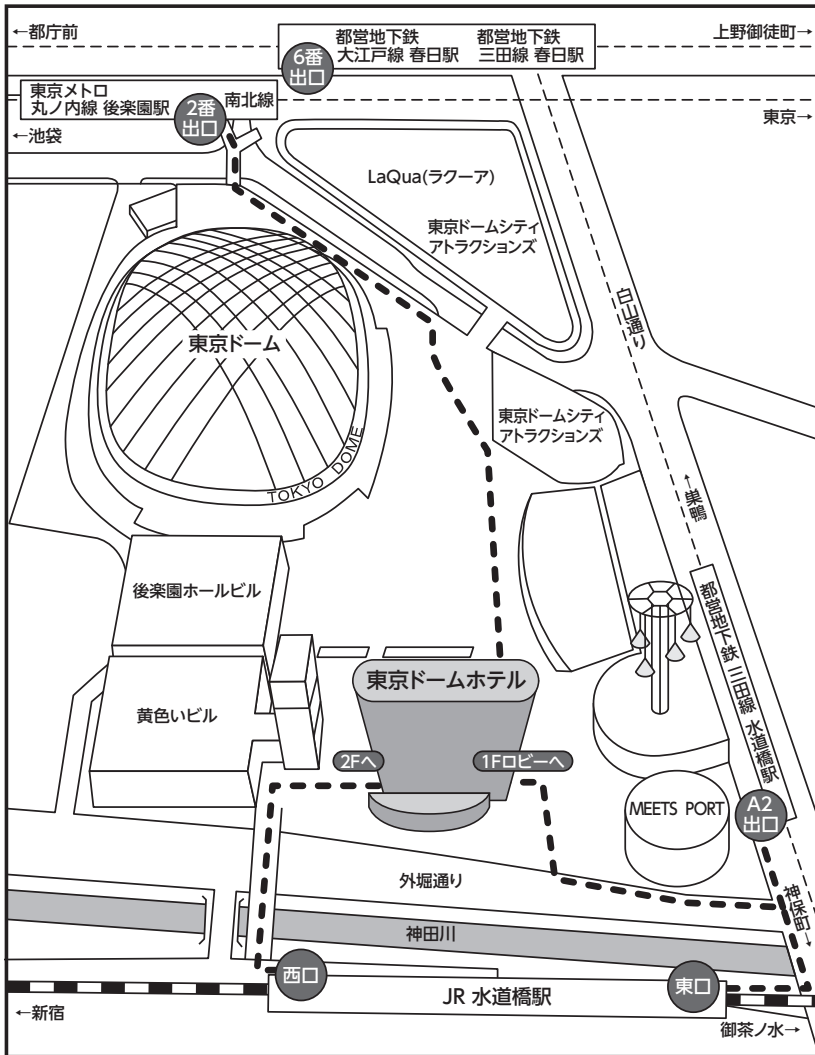 ←都庁前
都営地下鉄
大江戸線 春日駅
都営地下鉄
三田線 春日駅
上野御徒町→
6番
出口
東京メトロ
丸ノ内線 後楽園駅
2番
出口
南北線
←池袋
東京→
LaQua(ラクーア)
東京ドームシティ
アトラクションズ
白山通り
東京ドーム
TOKYO DOME
東京ドームシティ
アトラクションズ
←巣鴨
後楽園ホールビル
都営地下鉄 三田線 水道橋駅
東京ドームホテル
黄色いビル
2Fへ
1Fロビーへ
MEETS PORT
A2
出口
外堀通り
神保町→
神田川
西口
JR 水道橋駅
東口
←新宿
御茶ノ水→